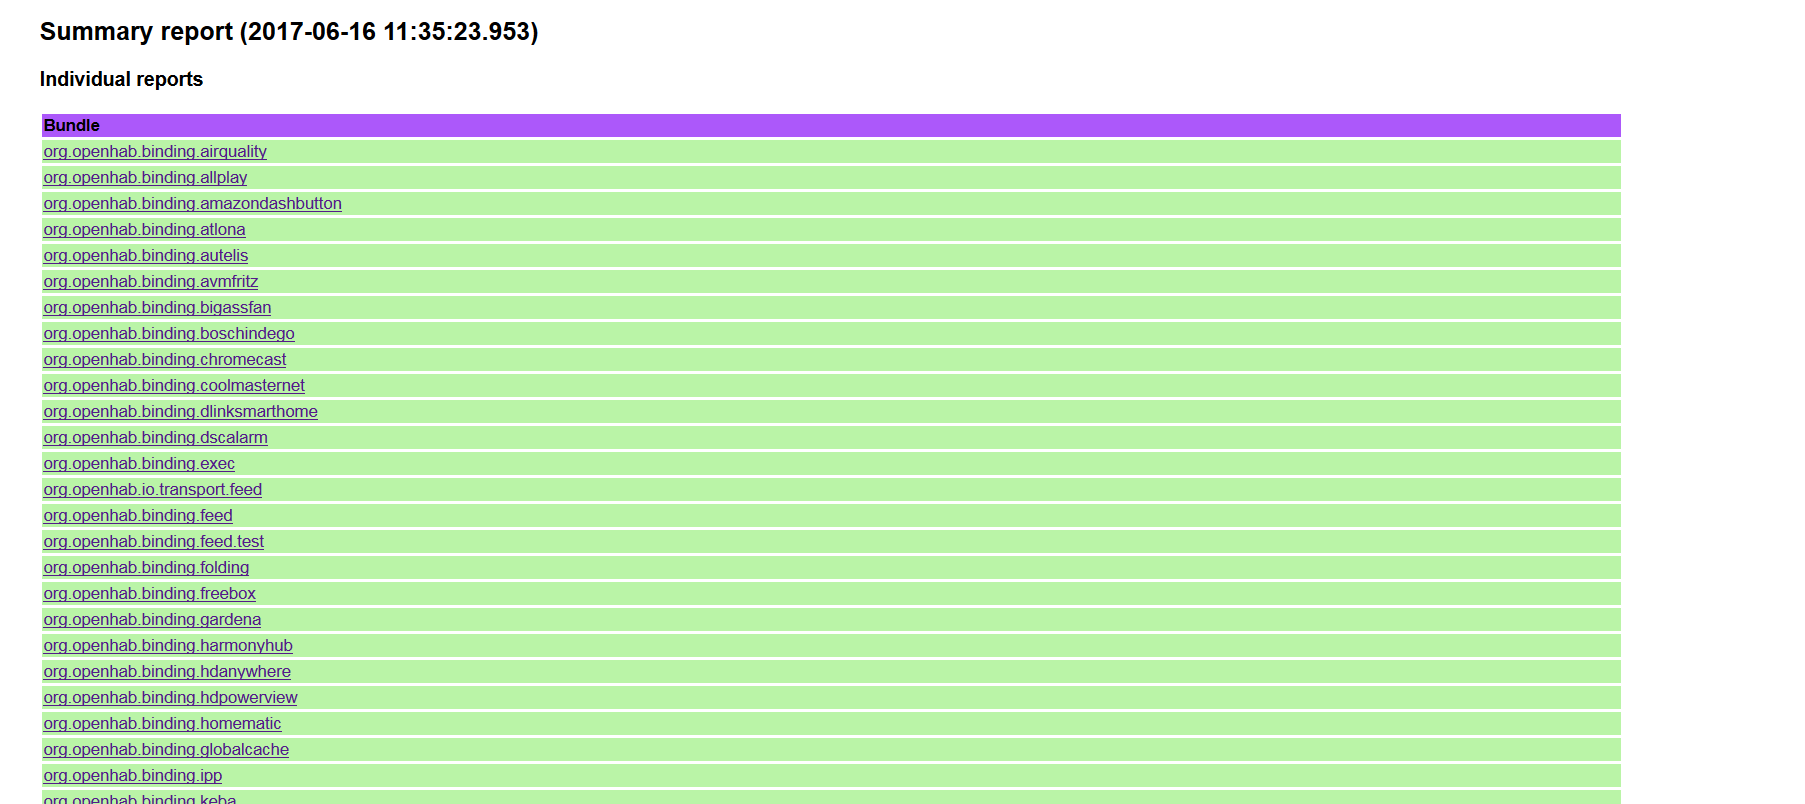 Summary report (2017-06-16 11:35:23.953)
Individual reports
Bundle
org.openhab.binding.airquality
org.openhab.binding.allplay
org.openhab.binding.amazondashbutton
org.openhab.binding.atlona
org.openhab.binding.autelis
org.openhab.binding.avmfritz
org.openhab.binding.bigassfan
org.openhab.binding.boschindego
org.openhab.binding.chromecast
org.openhab.binding.coolmasternet
org.openhab.binding.dlinksmarthome
org.openhab.binding.dscalarm
org.openhab.binding.exec
org.openhab.io.transport.feed
org.openhab.binding.feed
org.openhab.binding.feed.test
org.openhab.binding.folding
org.openhab.binding.freebox
org.openhab.binding.gardena
org.openhab.binding.harmonyhub
org.openhab.binding.hdanywhere
org.openhab.binding.hdpowerview
org.openhab.binding.homematic
org.openhab.binding.globalcache
org.openhab.binding.ipp
org.openhab.binding.keba